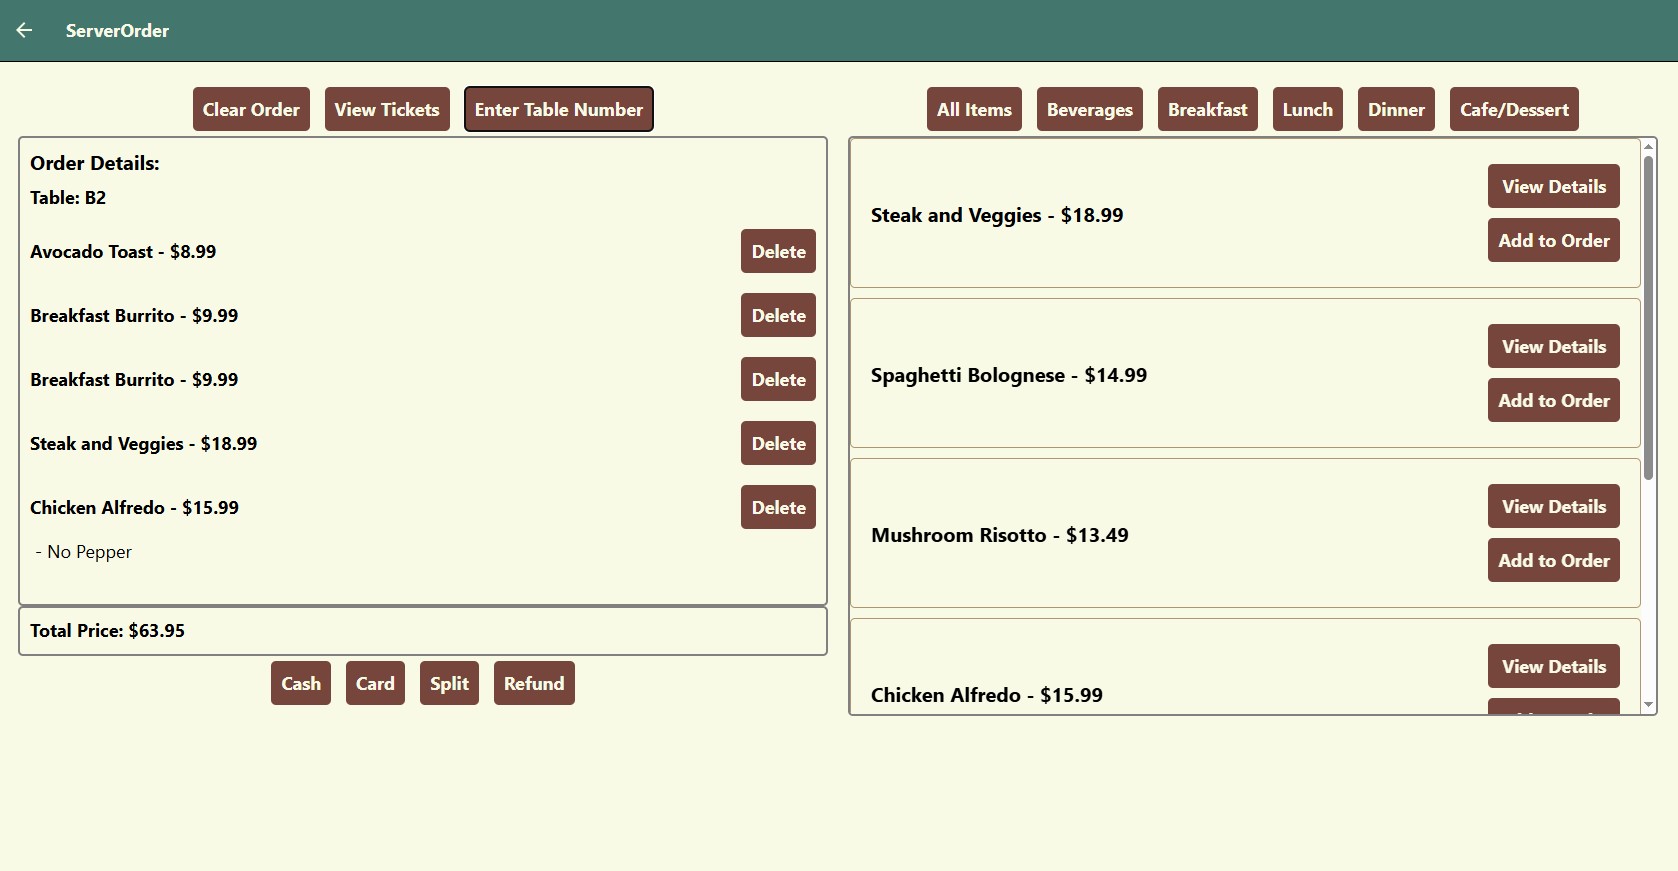 ServerOrder
Clear Order
View Tickets
Enter Table Number
Order Details:
Table: B2
Avocado Toast - $8.99
Delete
Breakfast Burrito - $9.99
Delete
Breakfast Burrito - $9.99
Delete
Steak and Veggies - $18.99
Delete
Chicken Alfredo - $15.99
Delete
- No Pepper
Total Price: $63.95
Cash
Card
Split
Refund
All Items
Beverages
Breakfast
Lunch
Dinner
Cafe/Dessert
Steak and Veggies - $18.99
View Details
Add to Order
Spaghetti Bolognese - $14.99
View Details
Add to Order
Mushroom Risotto - $13.49
View Details
Add to Order
Chicken Alfredo - $15.99
View Details